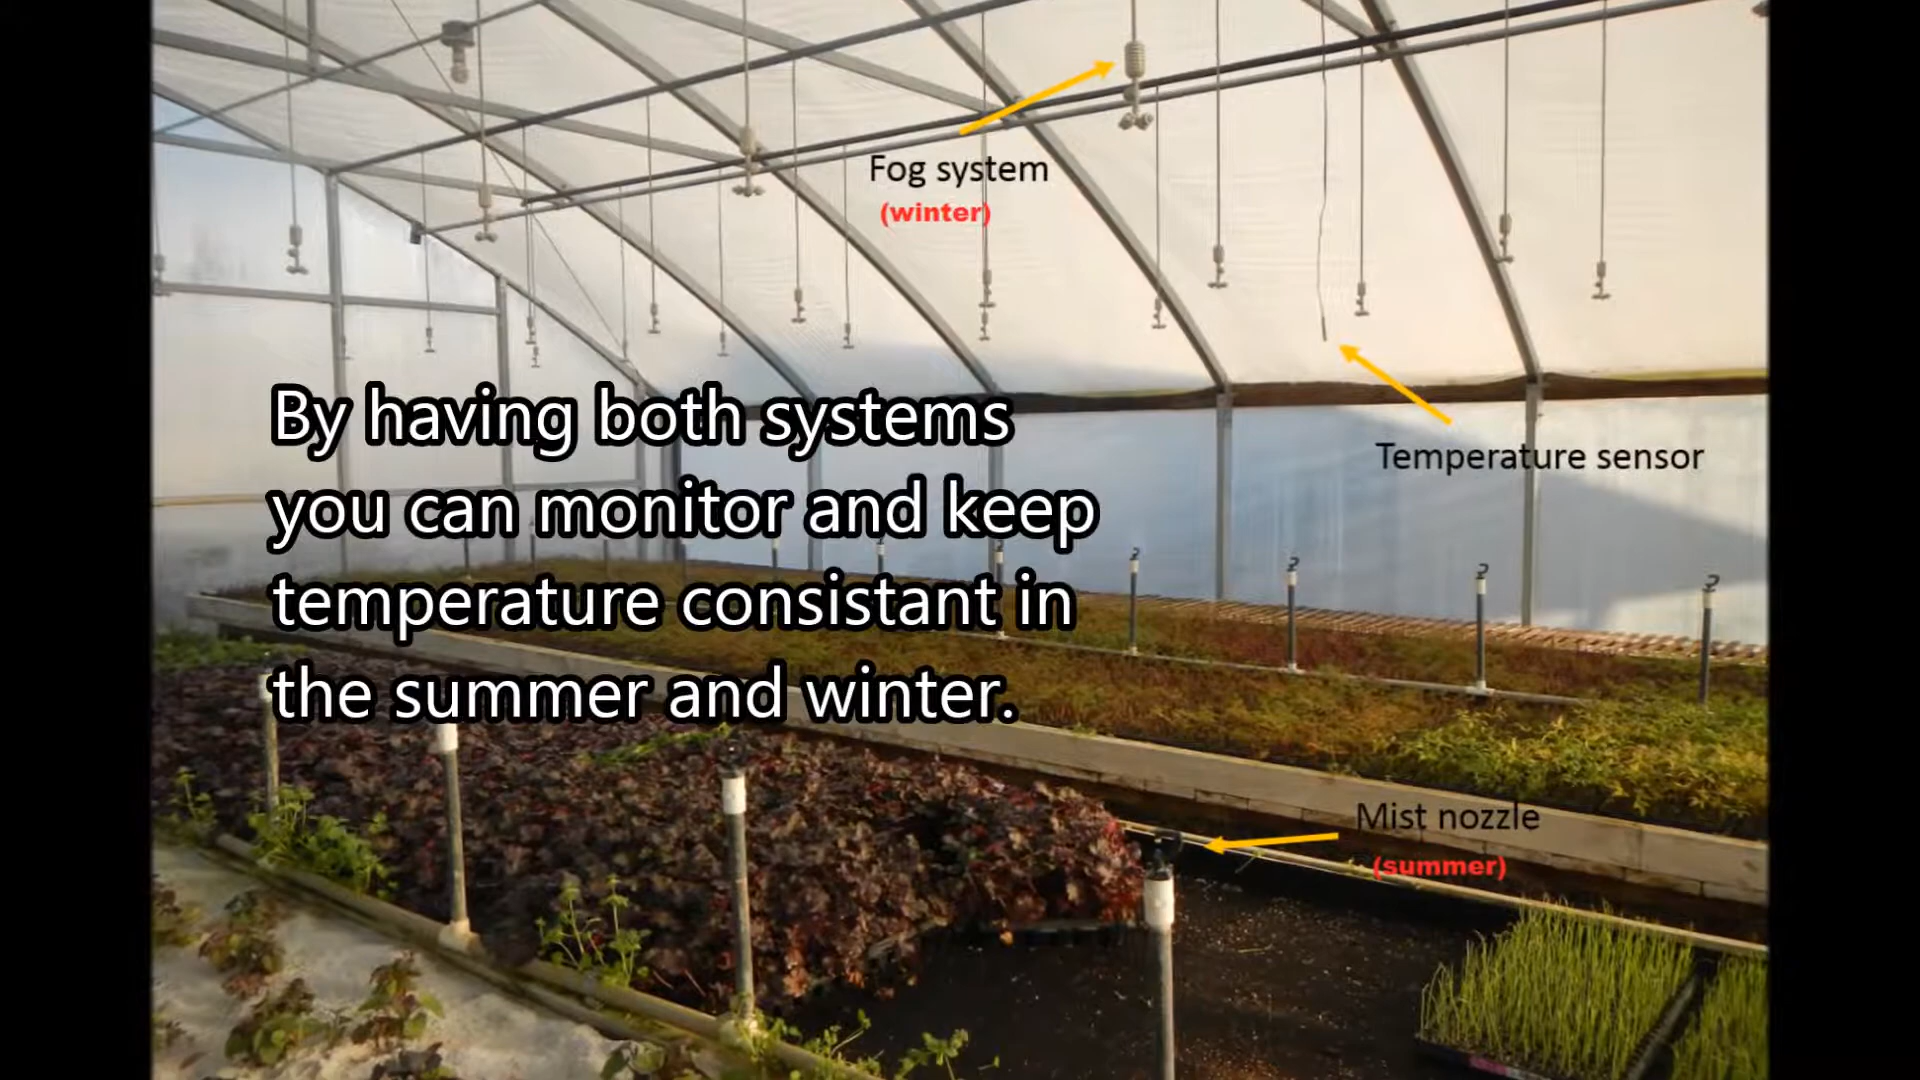 Fog system
(winter)
By having both systems
you can monitor and keep
temperature consistant in
the summer and winter.
Temperature sensor
Mist nozzle
(summer)